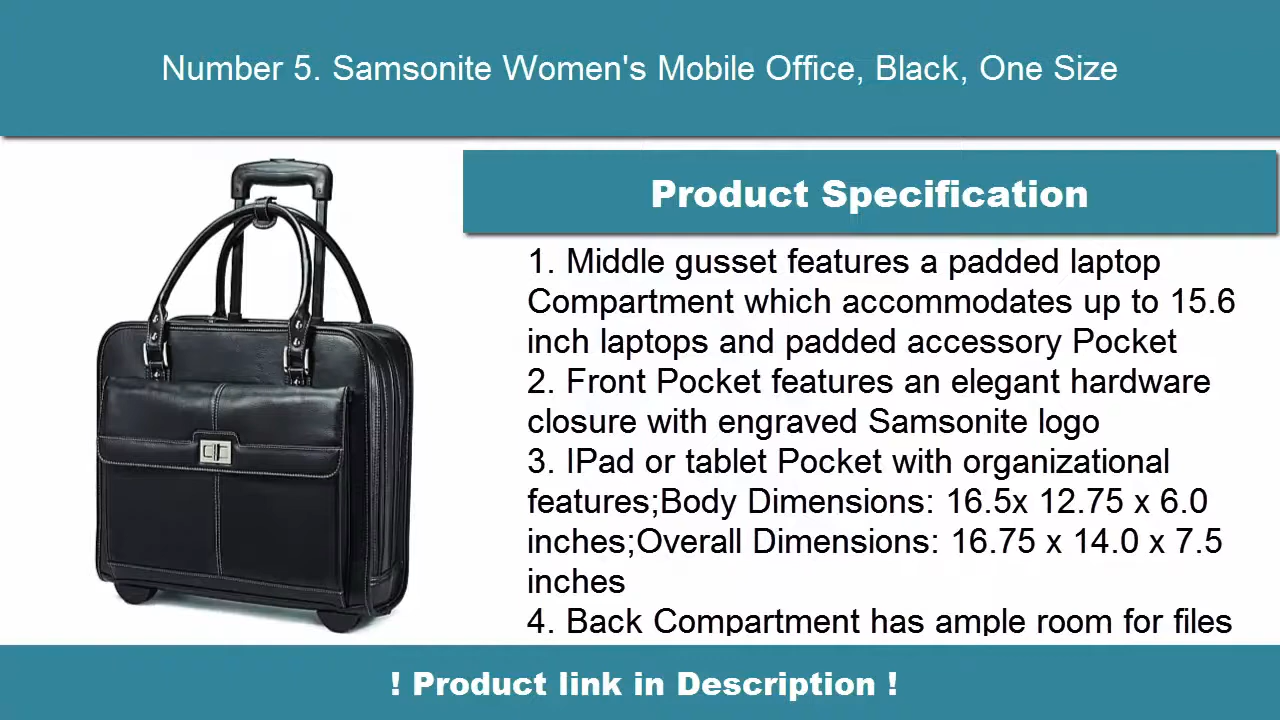 Number 5. Samsonite Women's Mobile Office, Black, One Size
Product Specification
1. Middle gusset features a padded laptop
Compartment which accommodates up to 15.6
inch laptops and padded accessory Pocket
2. Front Pocket features an elegant hardware
closure with engraved Samsonite logo
3. IPad or tablet Pocket with organizational
features;Body Dimensions: 16.5x 12.75 x 6.0
inches;Overall Dimensions: 16.75 x 14.0 x 7.5
inches
4. Back Compartment has ample room for files
! Product link in Description !